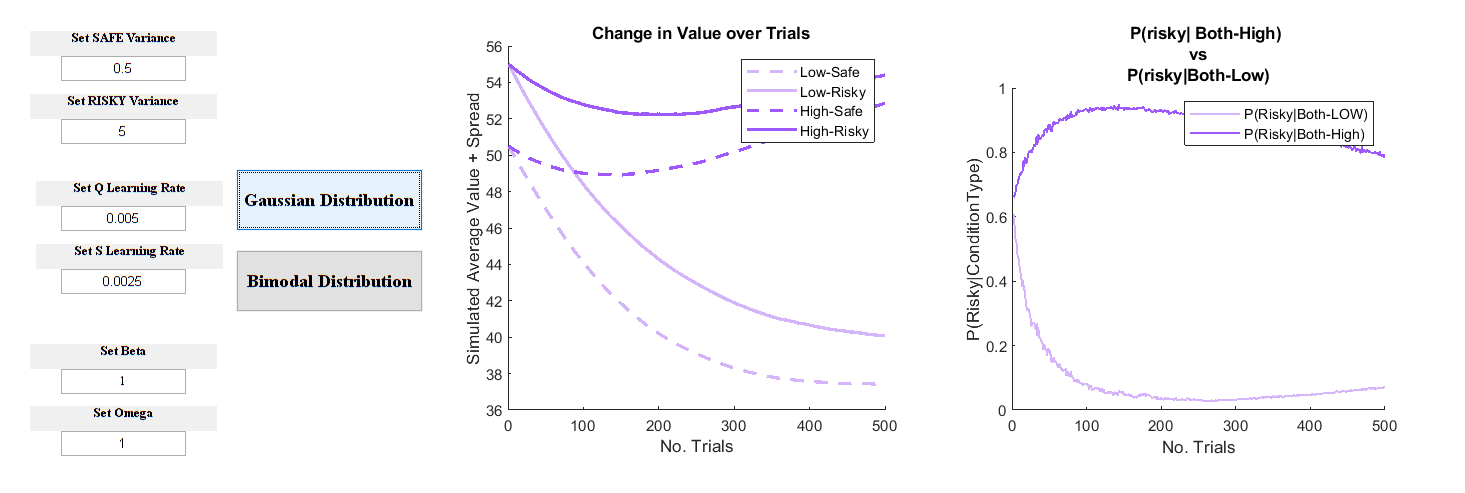 Set SAFE Variance
0.5
Set RISKY Variance
5
Set Q Learning Rate
0.005
Set S Learning Rate
0.0025
Set Beta
1
Set Omega
1
Gaussian Distribution
Bimodal Distribution
Change in Value over Trials
Simulated Average Value + Spread
56
54
52
50
48
46
44
42
40
38
36
0 100 200 300 400 500
No. Trials
Low-Safe
Low-Risky
High-Safe
High-Risky
P(risky| Both-High)
vs
P(risky|Both-Low)
P(Risky|ConditionType)
1
0.8
0.6
0.4
0.2
0
0 100 200 300 400 500
No. Trials
P(Risky|Both-LOW)
P(Risky|Both-High)